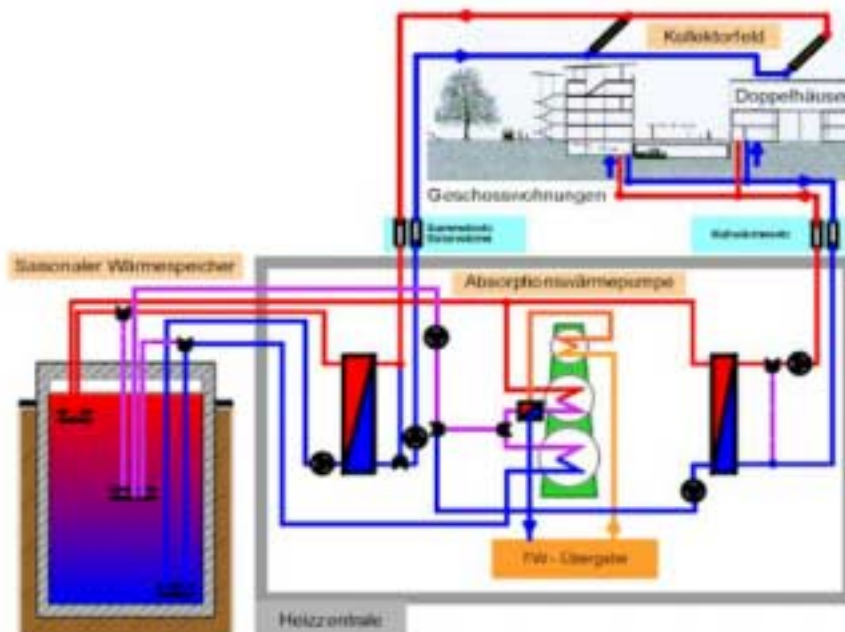 Kollektorfeld
Doppelhäuser
Geschosswohnungen
Saisonaler Wärmespeicher
Absorptionswärmepumpe
FW - Übergabe
Heizzentrale